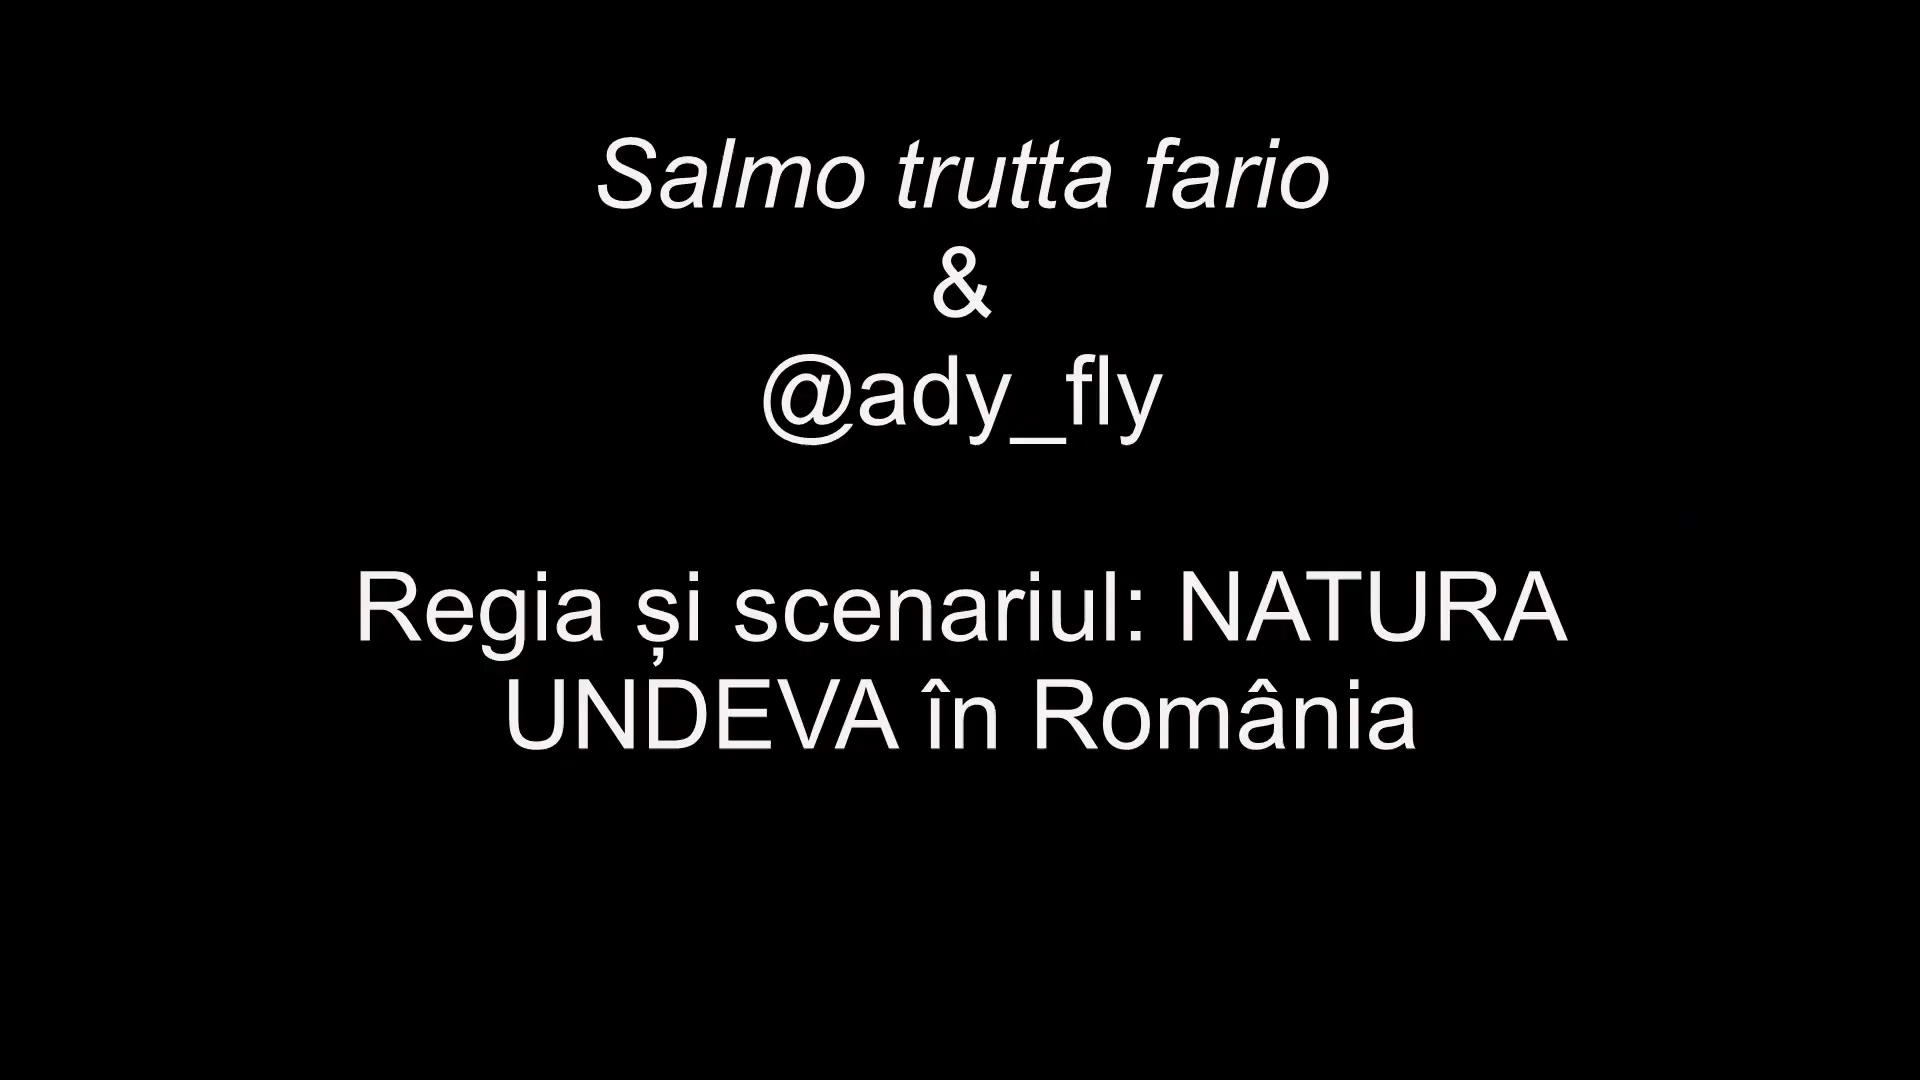 Salmo trutta fario
&
@ady_fly
Regia și scenariul: NATURA
UNDEVA în România